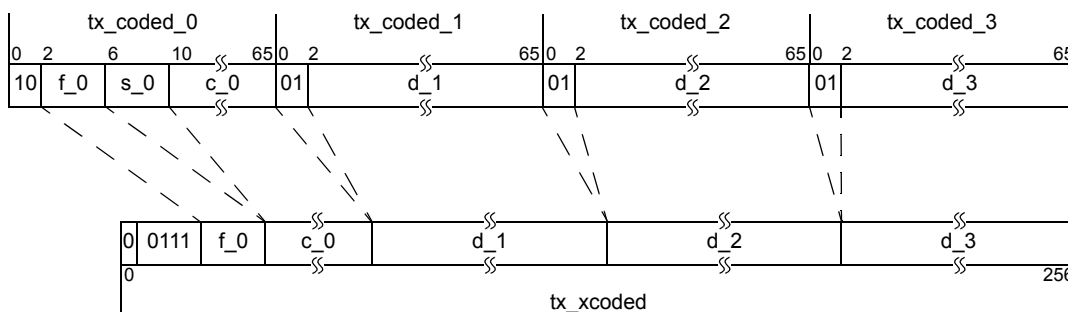 tx_coded_0 tx_coded_1 tx_coded_2 tx_coded_3
0 2 6 10 65 0 2 65 0 2 65 0 2 65
10 f_0 s_0 c_0 01 d_1 01 d_2 01 d_3
0 0111 f_0 c_0 d_1 d_2 d_3
0 256
tx_xcoded